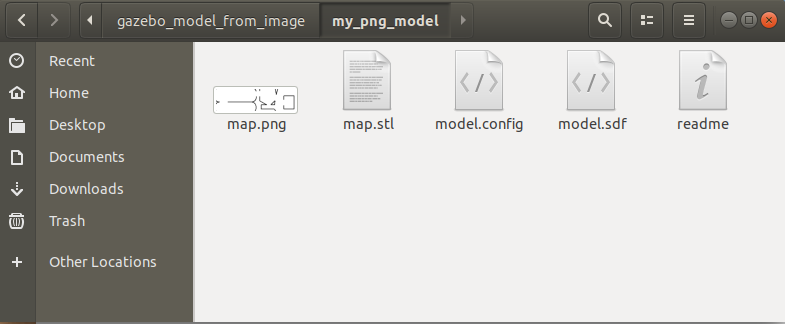 gazebo_model_from_image my_png_model
Recent
Home
Desktop
Documents
Downloads
Trash
Other Locations
map.png map.stl model.config model.sdf readme